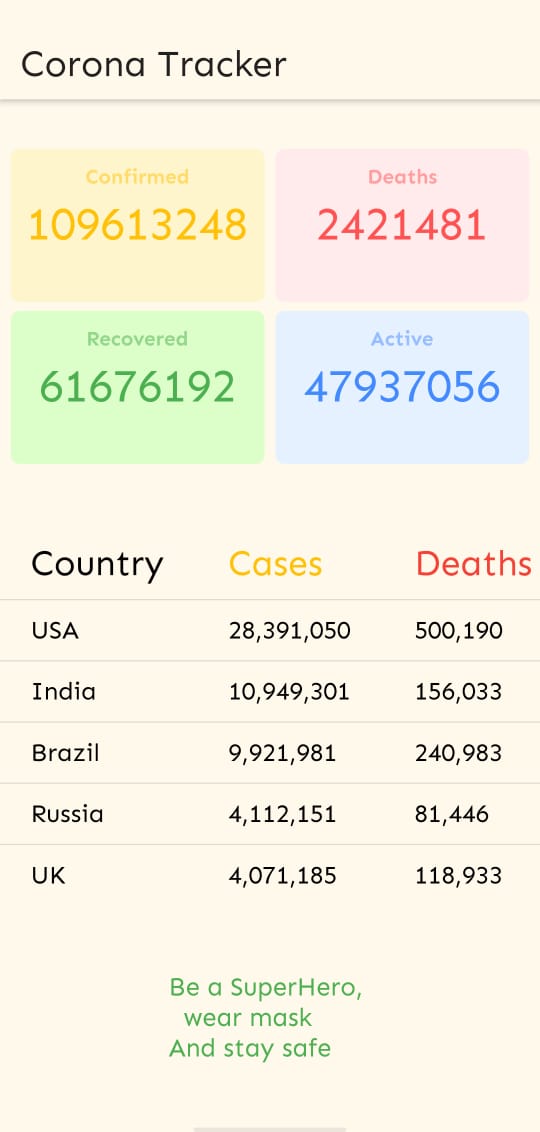 Corona Tracker
Confirmed
109613248
Deaths
2421481
Recovered
61676192
Active
47937056
Country Cases Deaths
USA 28,391,050 500,190
India 10,949,301 156,033
Brazil 9,921,981 240,983
Russia 4,112,151 81,446
UK 4,071,185 118,933
Be a SuperHero,
wear mask
And stay safe